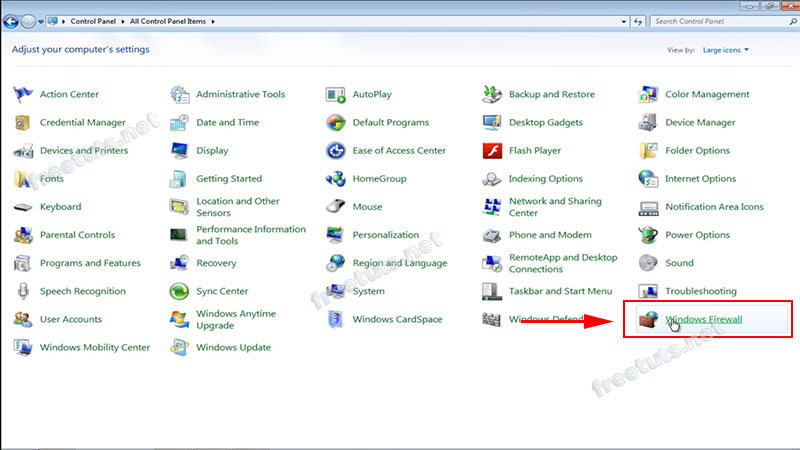 Control Panel
All Control Panel Items
Search Control Panel
Adjust your computer's settings
View by:
Large icons
Action Center
Administrative Tools
AutoPlay
Backup and Restore
Color Management
Credential Manager
Date and Time
Default Programs
Desktop Gadgets
Device Manager
Devices and Printers
Display
Ease of Access Center
Flash Player
Folder Options
Fonts
Getting Started
HomeGroup
Indexing Options
Internet Options
Keyboard
Location and Other
Sensors
Mouse
Network and Sharing
Center
Notification Area Icons
Parental Controls
Performance Information
and Tools
Personalization
Phone and Modem
Power Options
Programs and Features
Recovery
Region and Language
RemoteApp and Desktop
Connections
Sound
Speech Recognition
Sync Center
System
Taskbar and Start Menu
Troubleshooting
User Accounts
Windows Anytime
Upgrade
Windows CardSpace
Windows Defend
Windows Firewall
Windows Mobility Center
Windows Update
freetuts.net
freetuts.net
freetuts.net